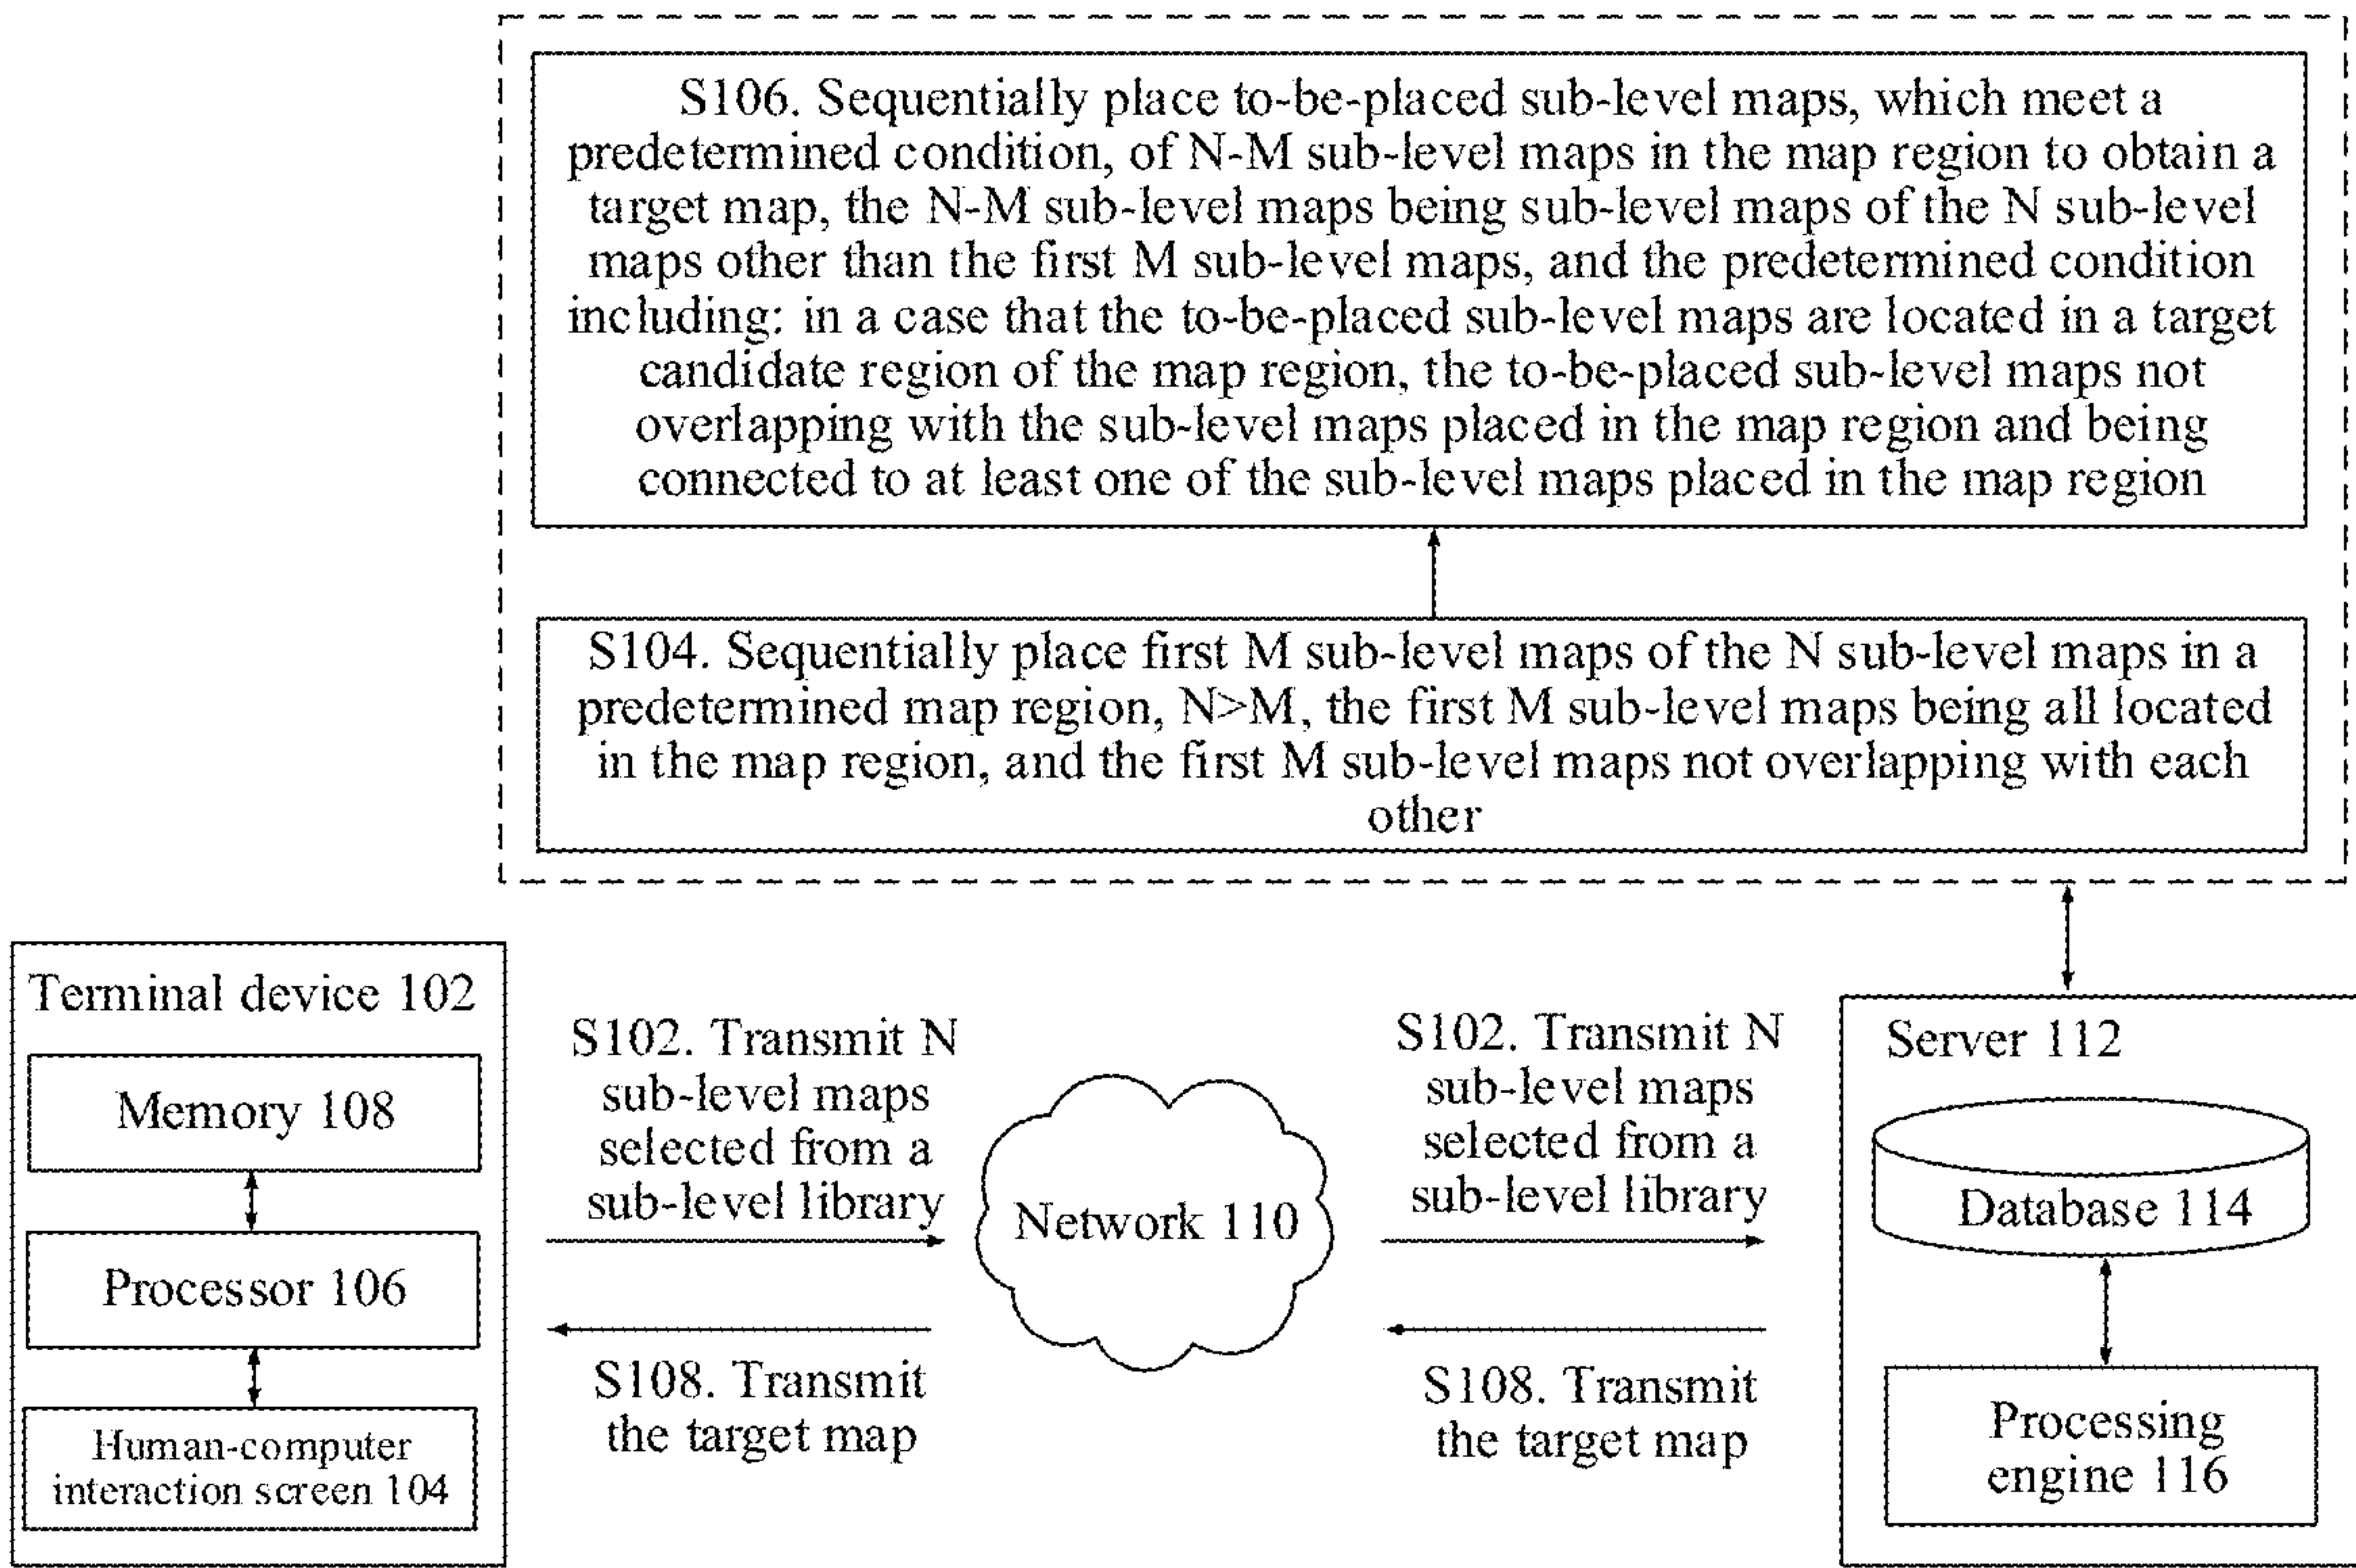 S106. Sequentially place to-be-placed sub-level maps, which meet a
predetermined condition, of N-M sub-level maps in the map region to obtain a
target map, the N-M sub-level maps being sub-level maps of the N sub-level
maps other than the first M sub-level maps, and the predetermined condition
including: in a case that the to-be-placed sub-level maps are located in a target
candidate region of the map region, the to-be-placed sub-level maps not
overlapping with the sub-level maps placed in the map region and being
connected to at least one of the sub-level maps placed in the map region
S104. Sequentially place first M sub-level maps of the N sub-level maps in a
predetermined map region, N>M, the first M sub-level maps being all located
in the map region, and the first M sub-level maps not overlapping with each
other
Terminal device 102
Memory 108
Processor 106
Human-computer
interaction screen 104
S102. Transmit N
sub-level maps
selected from a
sub-level library
S108. Transmit
the target map
Network 110
S102. Transmit N
sub-level maps
selected from a
sub-level library
S108. Transmit
the target map
Server 112
Database 114
Processing
engine 116